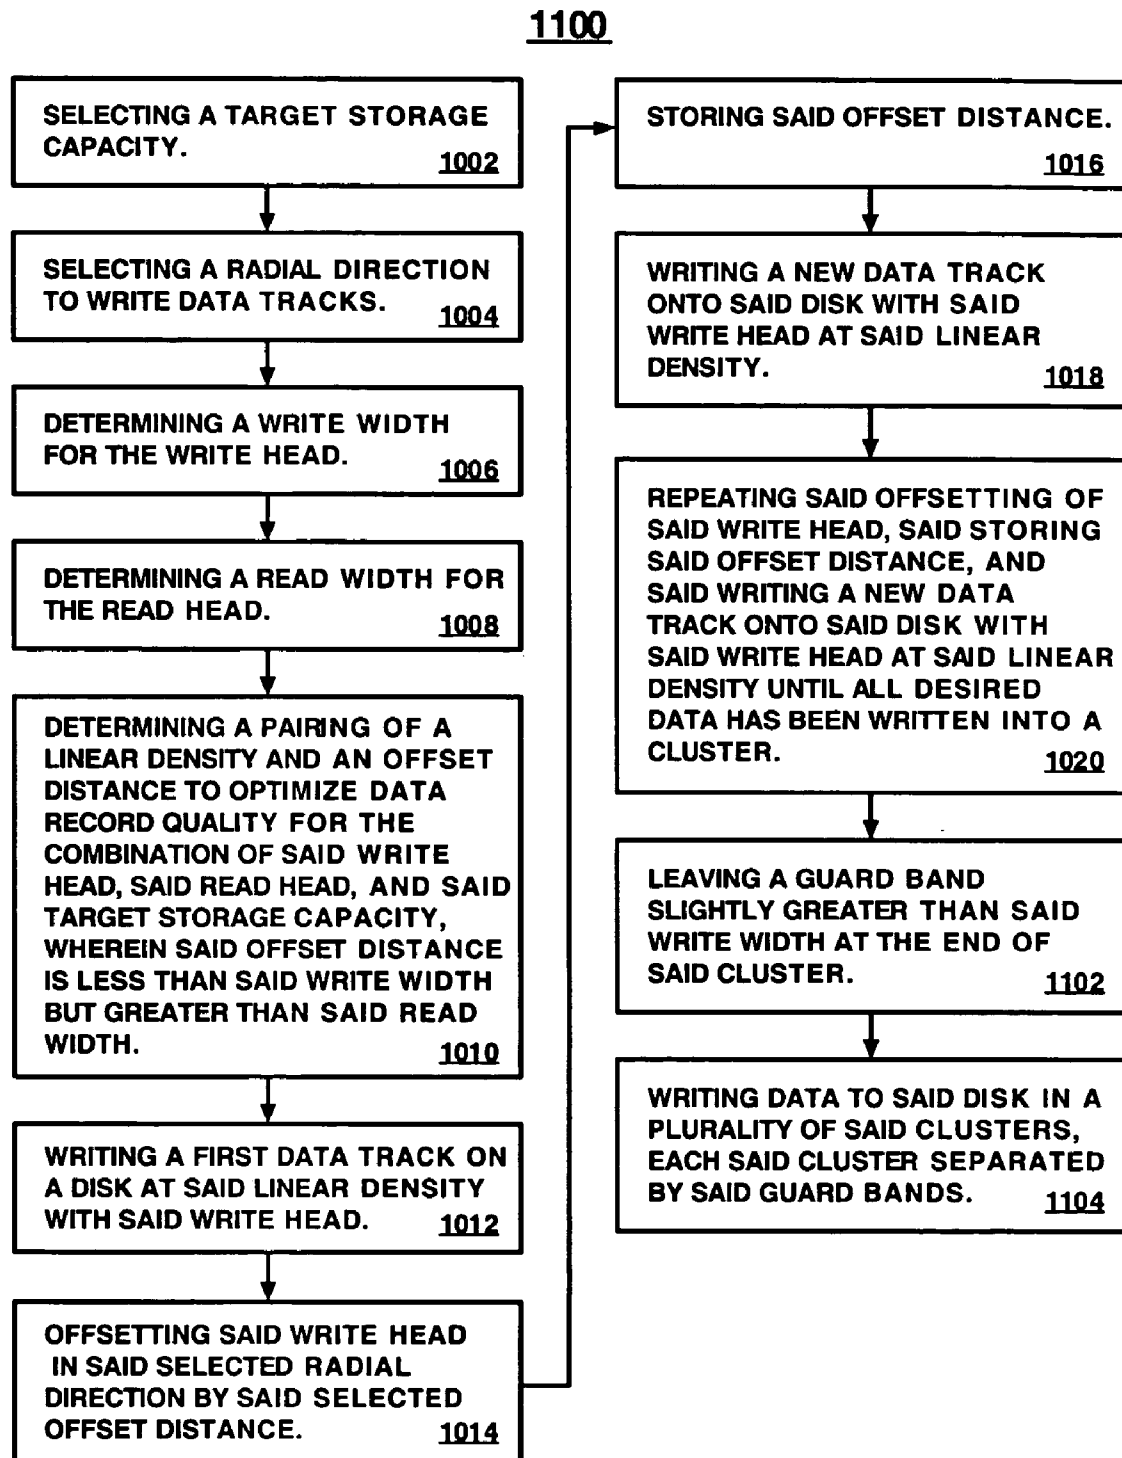 1100
SELECTING A TARGET STORAGE
CAPACITY.
1002
SELECTING A RADIAL DIRECTION
TO WRITE DATA TRACKS.
1004
DETERMINING A WRITE WIDTH
FOR THE WRITE HEAD.
1006
DETERMINING A READ WIDTH FOR
THE READ HEAD.
1008
DETERMINING A PAIRING OF A
LINEAR DENSITY AND AN OFFSET
DISTANCE TO OPTIMIZE DATA
RECORD QUALITY FOR THE
COMBINATION OF SAID WRITE
HEAD, SAID READ HEAD, AND SAID
TARGET STORAGE CAPACITY,
WHEREIN SAID OFFSET DISTANCE
IS LESS THAN SAID WRITE WIDTH
BUT GREATER THAN SAID READ
WIDTH.
1010
WRITING A FIRST DATA TRACK ON
A DISK AT SAID LINEAR DENSITY
WITH SAID WRITE HEAD.
1012
OFFSETTING SAID WRITE HEAD
IN SAID SELECTED RADIAL
DIRECTION BY SAID SELECTED
OFFSET DISTANCE.
1014
STORING SAID OFFSET DISTANCE.
1016
WRITING A NEW DATA TRACK
ONTO SAID DISK WITH SAID
WRITE HEAD AT SAID LINEAR
DENSITY.
1018
REPEATING SAID OFFSETTING OF
SAID WRITE HEAD, SAID STORING
SAID OFFSET DISTANCE, AND
SAID WRITING A NEW DATA
TRACK ONTO SAID DISK WITH
SAID WRITE HEAD AT SAID LINEAR
DENSITY UNTIL ALL DESIRED
DATA HAS BEEN WRITTEN INTO A
CLUSTER.
1020
LEAVING A GUARD BAND
SLIGHTLY GREATER THAN SAID
WRITE WIDTH AT THE END OF
SAID CLUSTER.
1102
WRITING DATA TO SAID DISK IN A
PLURALITY OF SAID CLUSTERS,
EACH SAID CLUSTER SEPARATED
BY SAID GUARD BANDS.
1104